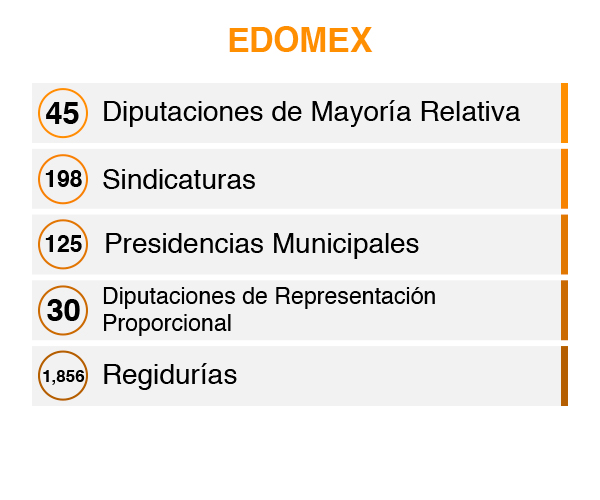 EDOMEX
45 Diputaciones de Mayoría Relativa
198 Sindicaturas
125 Presidencias Municipales
30 Diputaciones de Representación
Proporcional
1,856 Regidurías